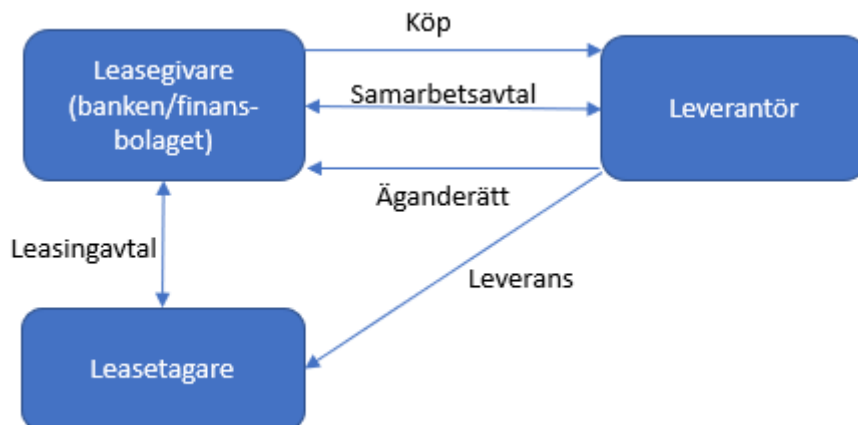 Köp
Leasegivare
(banken/finans-
bolaget)
Samarbetsavtal
Leverantör
Äganderätt
Leasingavtal
Leverans
Leasetagare